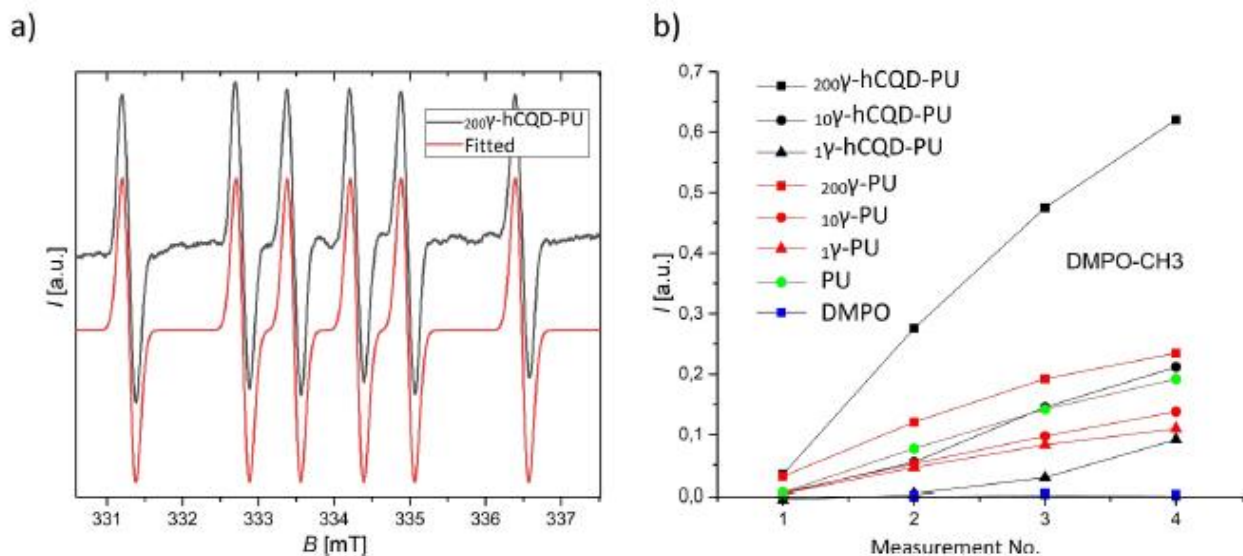 a)
I [a.u.]
₂₀₀γ-hCQD-PU
Fitted
331 332 333 334 335 336 337
B [mT]
b)
0,7
0,6
0,5
0,4
0,3
0,2
0,1
0,0
I [a.u.]
₂₀₀γ-hCQD-PU
₁₀γ-hCQD-PU
₁γ-hCQD-PU
₂₀₀γ-PU
₁₀γ-PU
₁γ-PU
PU
DMPO
DMPO-CH3
1 2 3 4
Measurement No.